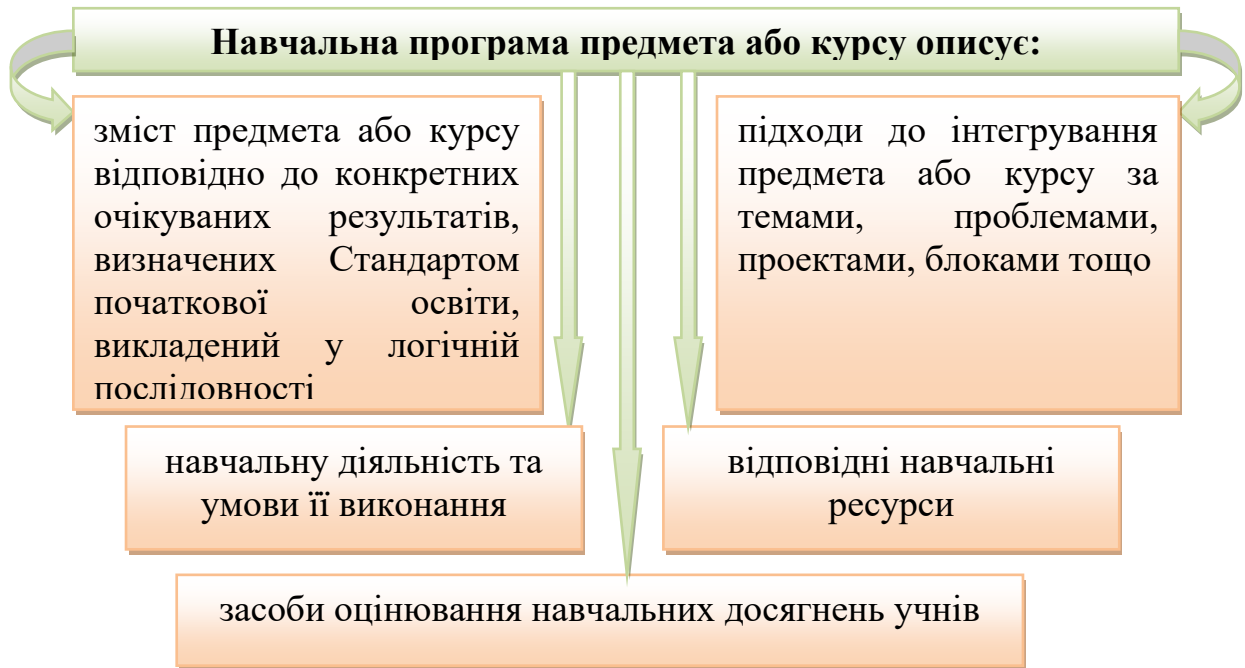 Навчальна програма предмета або курсу описує:
зміст предмета або курсу
відповідно до конкретних
очікуваних результатів,
визначених Стандартом
початкової освіти,
викладений у логічній
послідовності
підходи до інтегрування
предмета або курсу за
темами, проблемами,
проектами, блоками тощо
навчальну діяльність та
умови її виконання
відповідні навчальні
ресурси
засоби оцінювання навчальних досягнень учнів